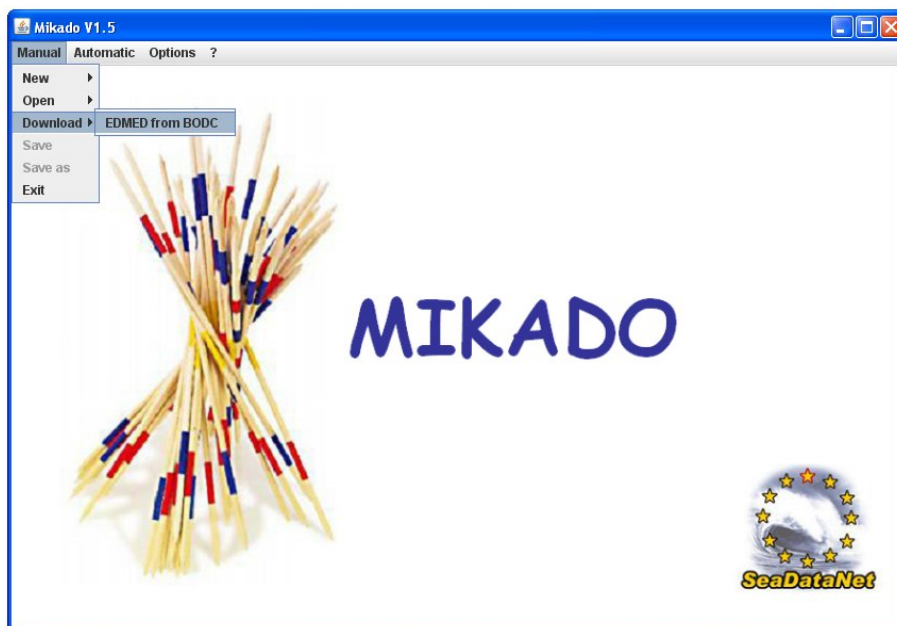 Mikado V1.5
Manual Automatic Options ?
New
Open
Download EDMED from BODC
Save
Save as
Exit
MIKADO
SeaDataNet